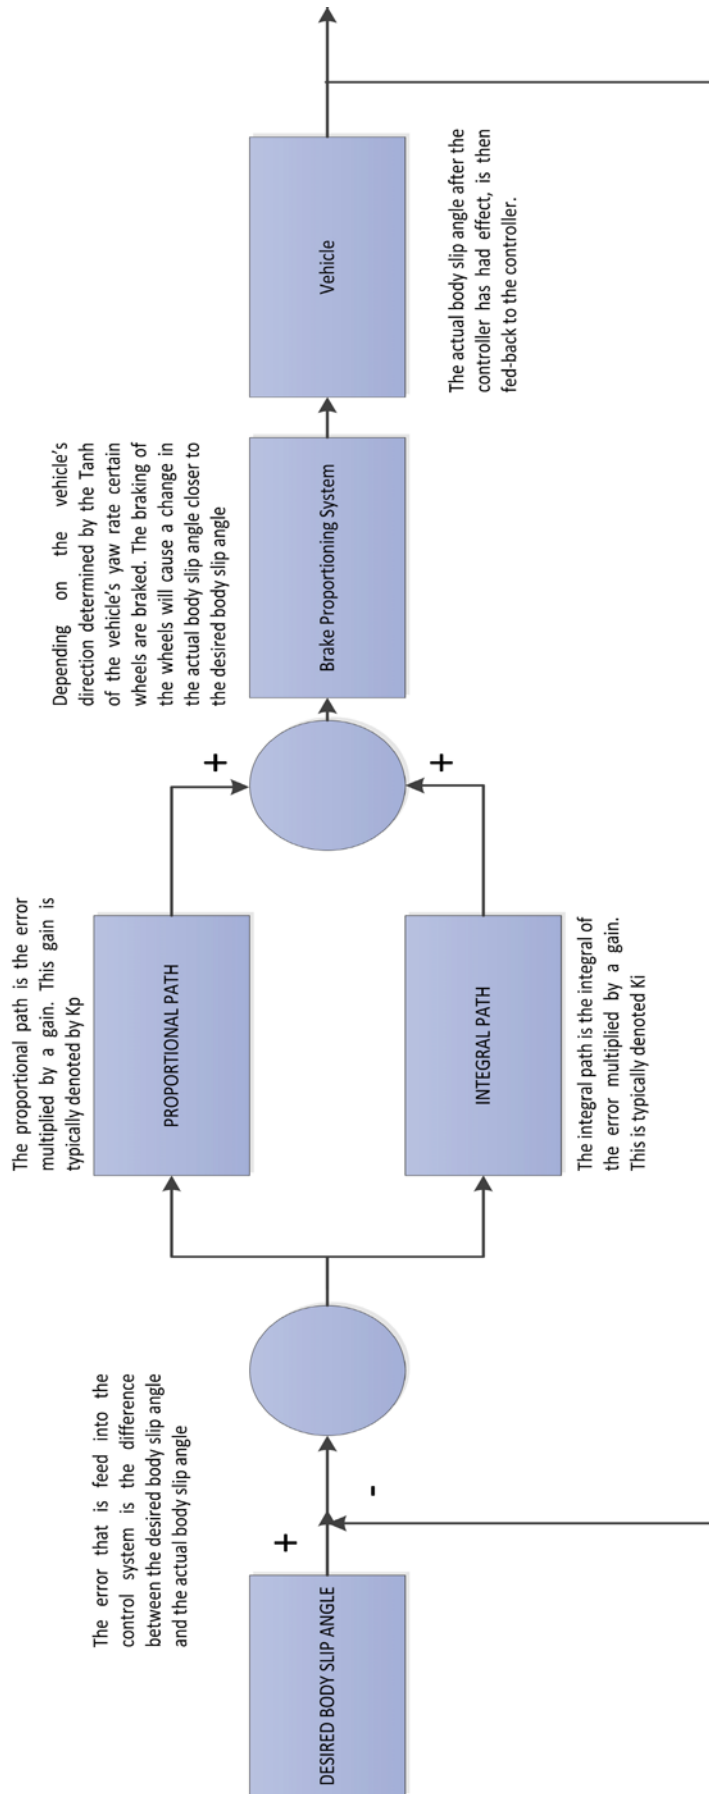 The error that is feed into the
control system is the difference
between the desired body slip angle
and the actual body slip angle
DESIRED BODY SLIP ANGLE
+
-
The proportional path is the error
multiplied by a gain. This gain is
typically denoted by Kp
PROPORTIONAL PATH
INTEGRAL PATH
The integral path is the integral of
the error multiplied by a gain.
This is typically denoted Ki
+
+
Depending on the vehicle's
direction determined by the Tanh
of the vehicle's yaw rate certain
wheels are braked. The braking of
the wheels will cause a change in
the actual body slip angle closer to
the desired body slip angle
Brake Proportioning System
Vehicle
The actual body slip angle after the
controller has had effect, is then
fed-back to the controller.